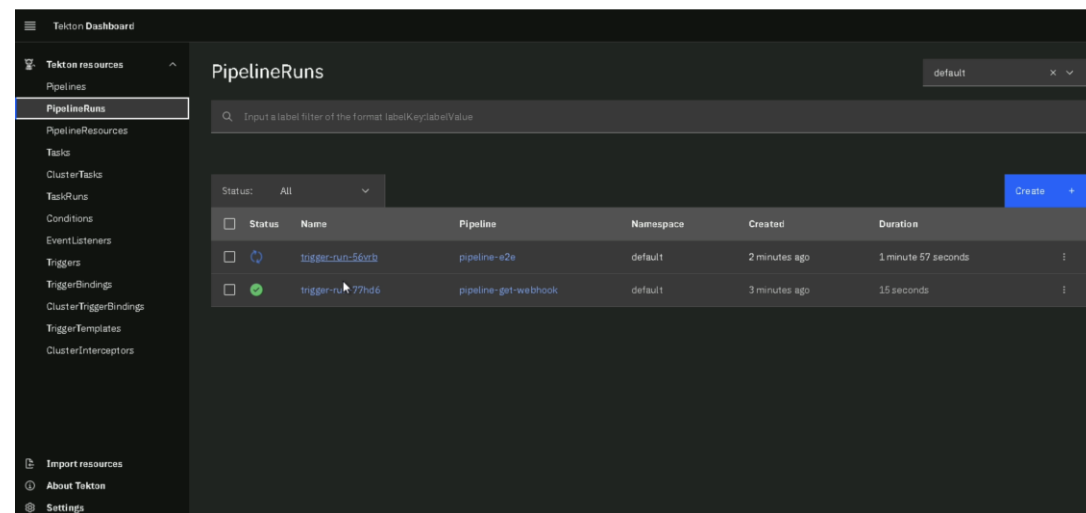 Tekton Dashboard
Tekton resources
Pipelines
PipelineRuns
PipelineResources
Tasks
ClusterTasks
TaskRuns
Conditions
EventListeners
Triggers
TriggerBindings
ClusterTriggerBindings
TriggerTemplates
ClusterInterceptors
Import resources
About Tekton
Settings
PipelineRuns
default
Input a label filter of the format labelKey:labelValue
Status: All
Create +
Status Name Pipeline Namespace Created Duration
trigger-run-56vrb pipeline-e2e default 2 minutes ago 1 minute 57 seconds
trigger-run-77hd6 pipeline-get-webhook default 3 minutes ago 15 seconds